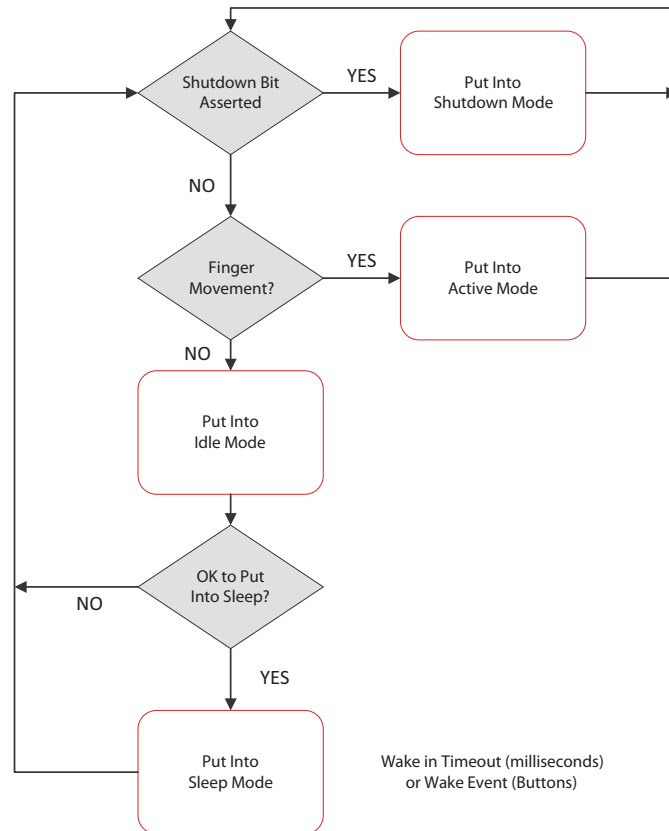 Shutdown Bit
Asserted
YES
Put Into
Shutdown Mode
NO
Finger
Movement?
YES
Put Into
Active Mode
NO
Put Into
Idle Mode
OK to Put
Into Sleep?
NO
YES
Put Into
Sleep Mode
Wake in Timeout (milliseconds)
or Wake Event (Buttons)